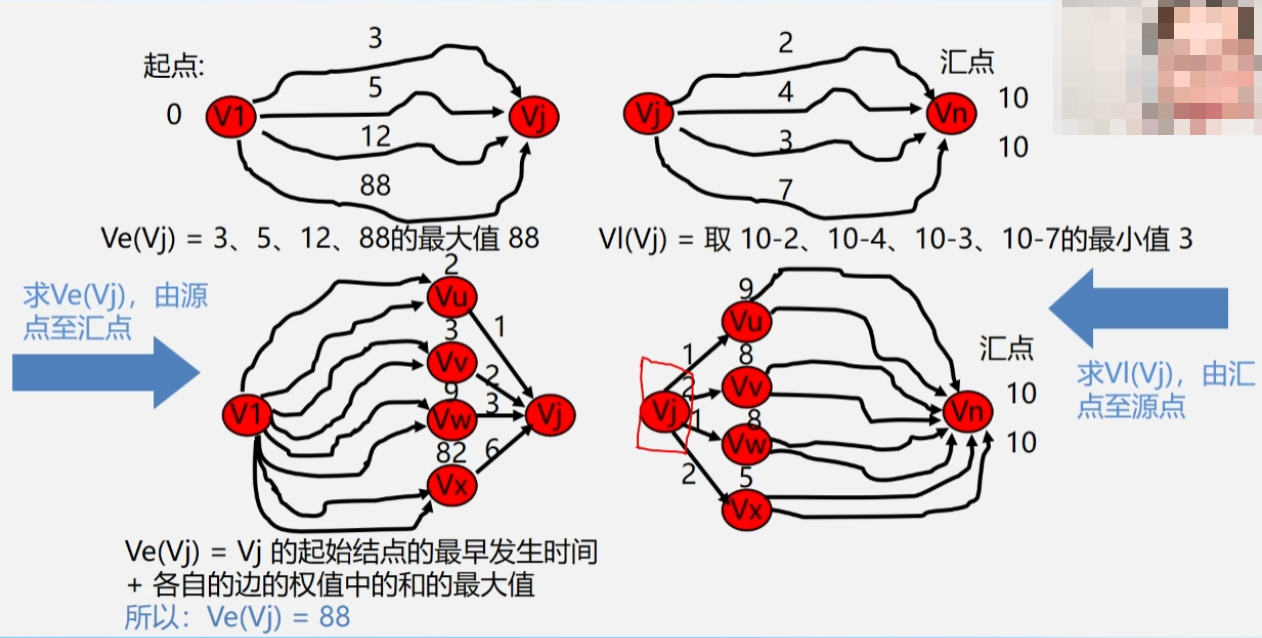 起点:
0
V1
3
5
12
88
Vj
Ve(Vj) = 3、5、12、88的最大值 88
Vj
2
4
3
7
汇点
Vn
10
10
Vl(Vj) = 取 10-2、10-4、10-3、10-7的最小值 3
求Ve(Vj),由源
点至汇点
V1
2
Vu
1
3
Vv
2
9
Vw
3
82
Vx
6
Vj
Ve(Vj) = Vj 的起始结点的最早发生时间
+ 各自的边的权值中的和的最大值
所以:Ve(Vj) = 88
Vj
1
2
1
2
9
Vu
8
Vv
8
Vw
5
Vx
汇点
Vn
10
10
求Vl(Vj),由汇
点至源点